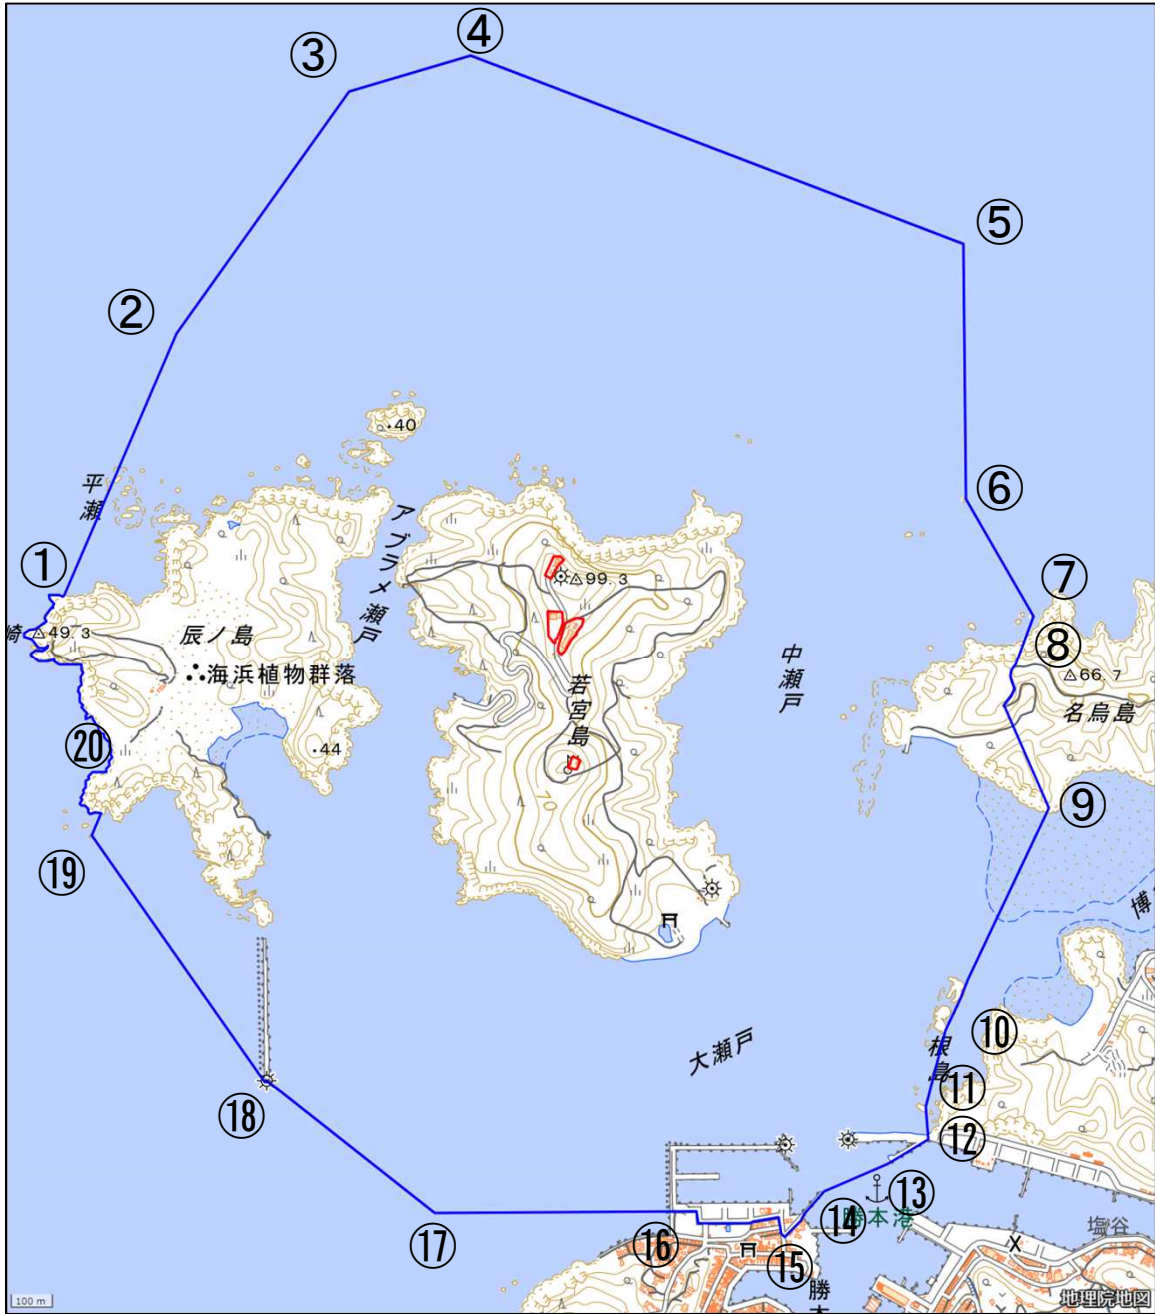 ④
③
⑤
②
・40
⑥
平瀬
アブラメ瀬戸
①
99.3
⑦
49.3
崎
辰ノ島
⑧
中瀬戸
海浜植物群落
66.7
若宮島
名烏島
⑳
・44
10
⑨
⑲
博
⑩
根島
大瀬戸
⑪
⑱
⑫
⑬
勝本港
⑭
塩谷
⑰
⑯
⑮
勝本
100 m
地理院地図